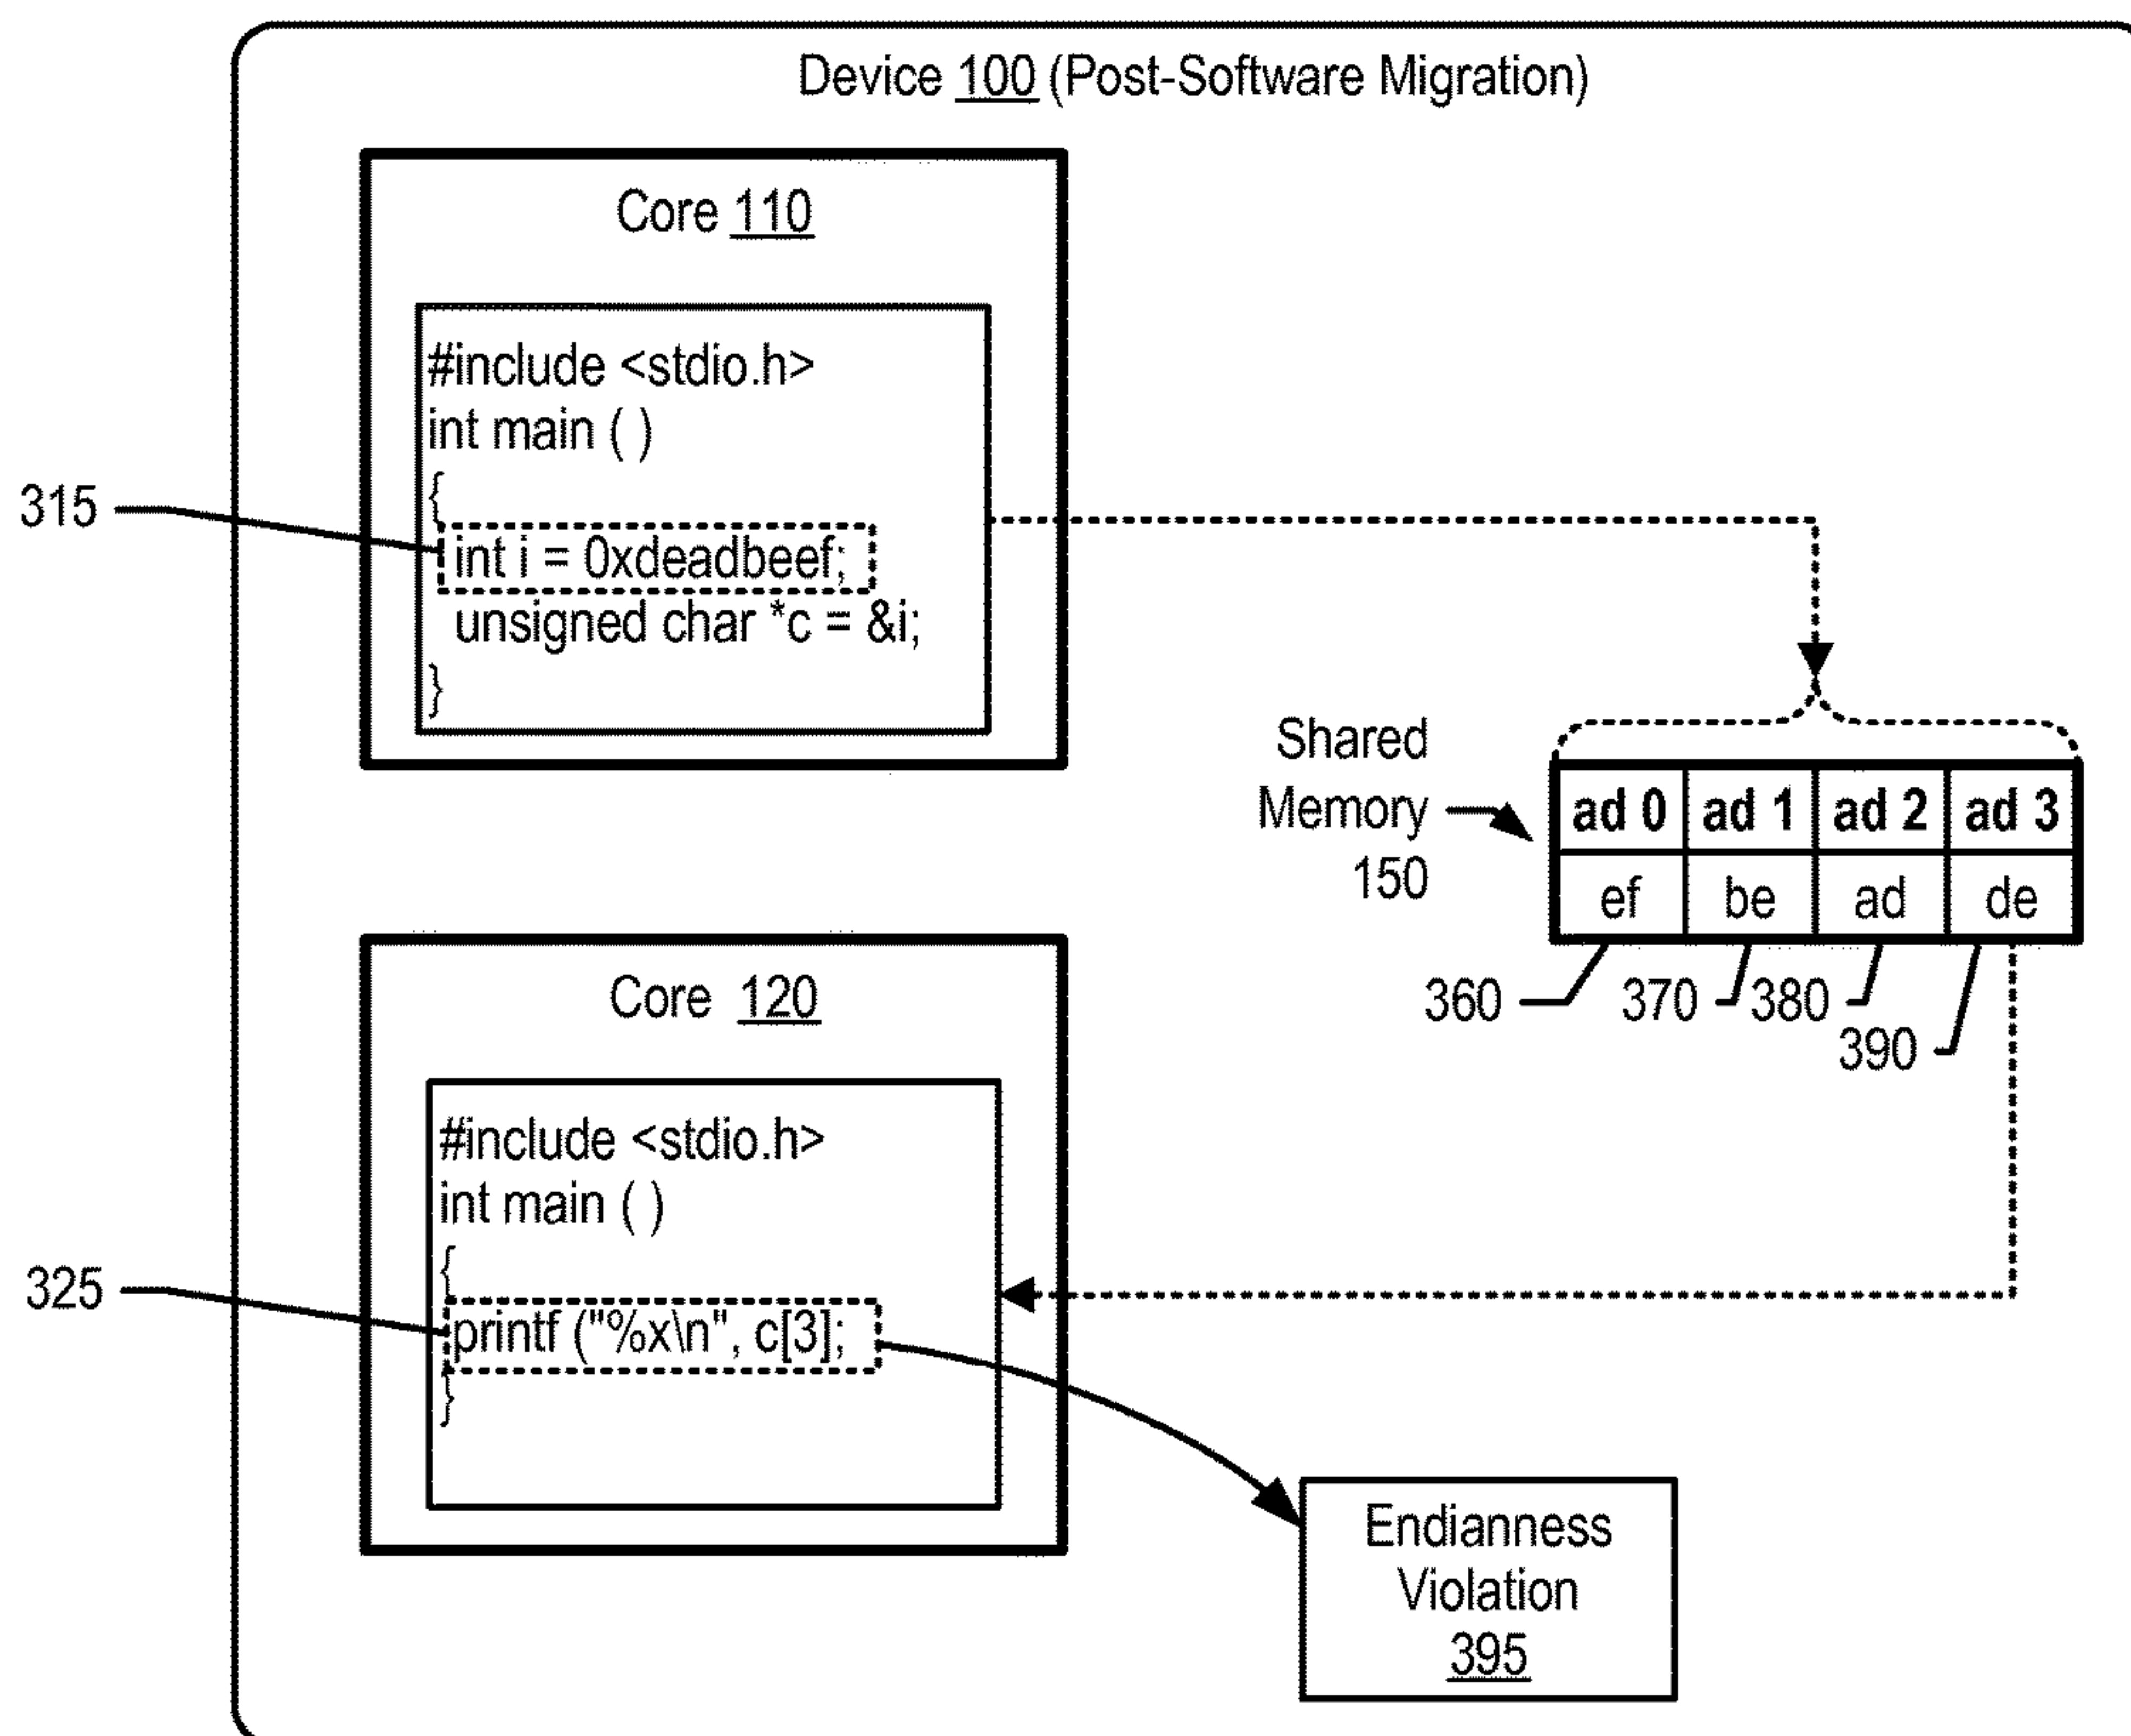 Device 100 (Post-Software Migration)
Core 110
#include <stdio.h>
int main ( )
{
315
int i = 0xdeadbeef;
unsigned char *c = &i;
}
Shared
Memory
150
ad 0 ad 1 ad 2 ad 3
ef be ad de
360 370 380
390
Core 120
#include <stdio.h>
int main ( )
{
325
printf ("%x\n", c[3];
}
Endianness
Violation
395